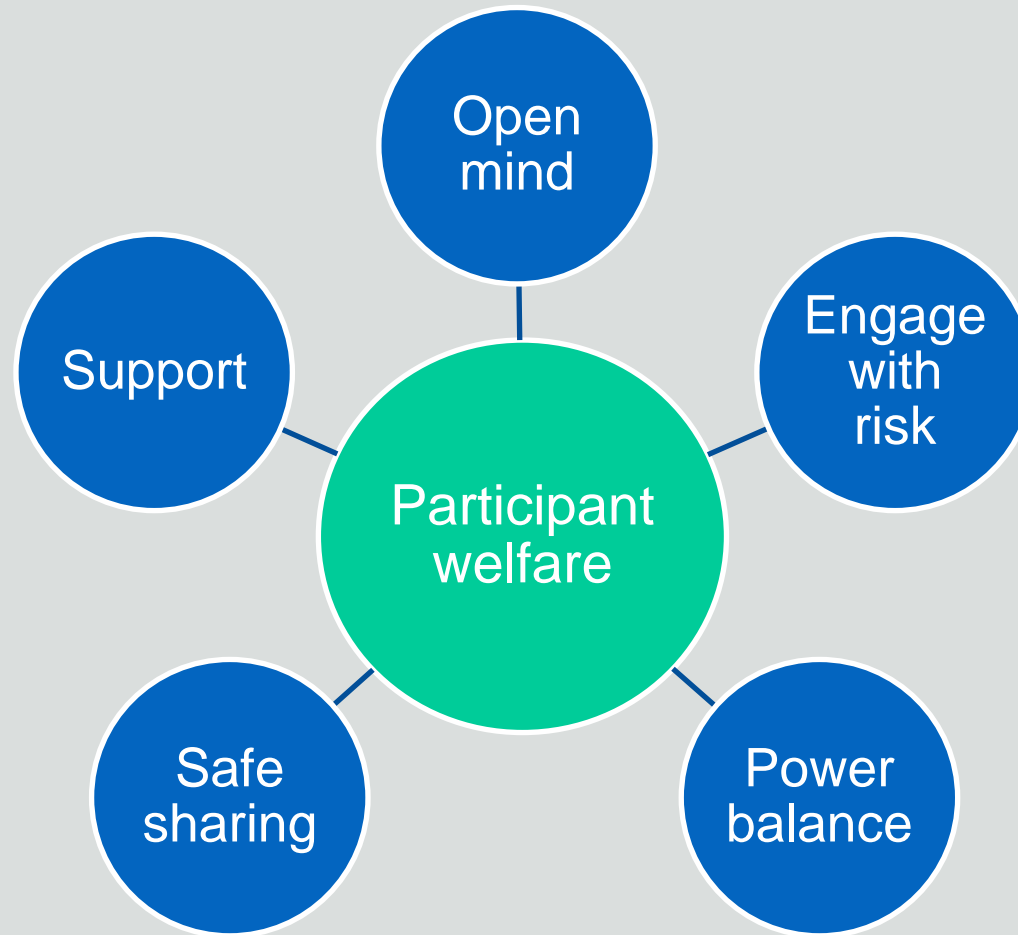 Open
mind
Engage
with
risk
Support
Participant
welfare
Safe
sharing
Power
balance